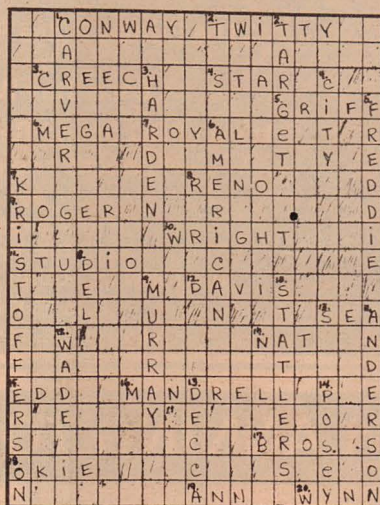 CONWAY TWITTY
A A
CREECH STAR C
V A GRIFF
MEGA ROYAL e T R
R D M T Y E
K E RENO T D
ROGER N R D
i WRIGHT i
STUDIO C E
T E M DAVIS
O L U N T SEA
F W L R NAT N
F A R T D
EDD MANDRELL P E
R E Y E E O R
S C BROS S
OKiE C S e O
N ANN WYNN